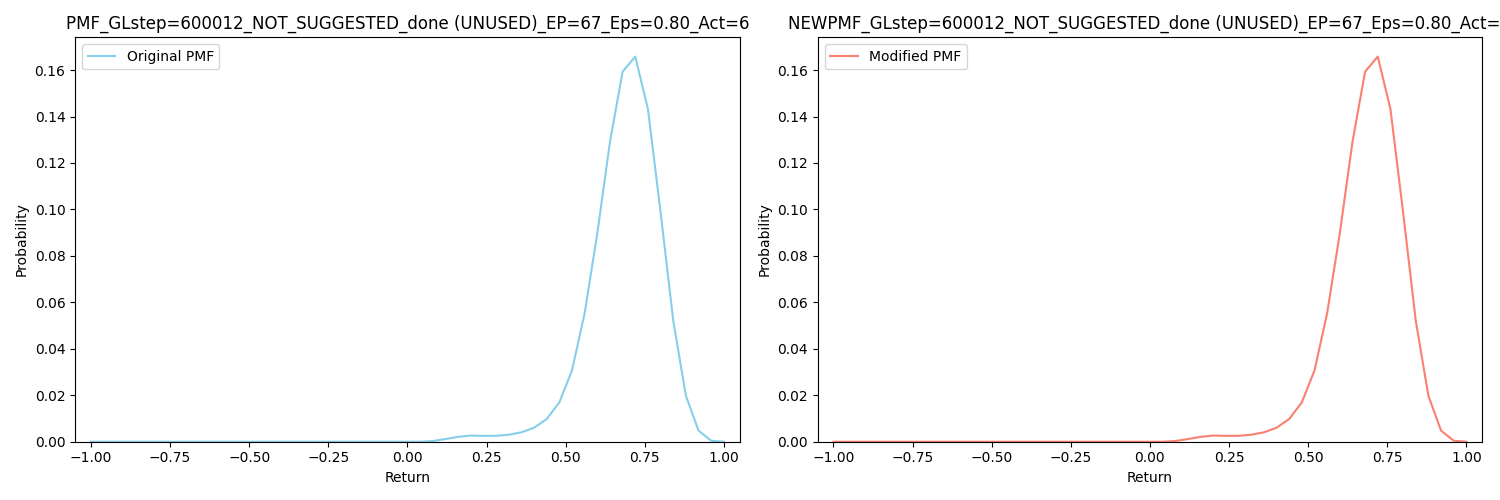 PMF_GLstep=600012_NOT_SUGGESTED_done (UNUSED)_EP=67_Eps=0.80_Act=6
Original PMF
Probability
0.16
0.14
0.12
0.10
0.08
0.06
0.04
0.02
0.00
−1.00 −0.75 −0.50 −0.25 0.00 0.25 0.50 0.75 1.00
Return
NEWPMF_GLstep=600012_NOT_SUGGESTED_done (UNUSED)_EP=67_Eps=0.80_Act=
Modified PMF
Probability
0.16
0.14
0.12
0.10
0.08
0.06
0.04
0.02
0.00
−1.00 −0.75 −0.50 −0.25 0.00 0.25 0.50 0.75 1.00
Return